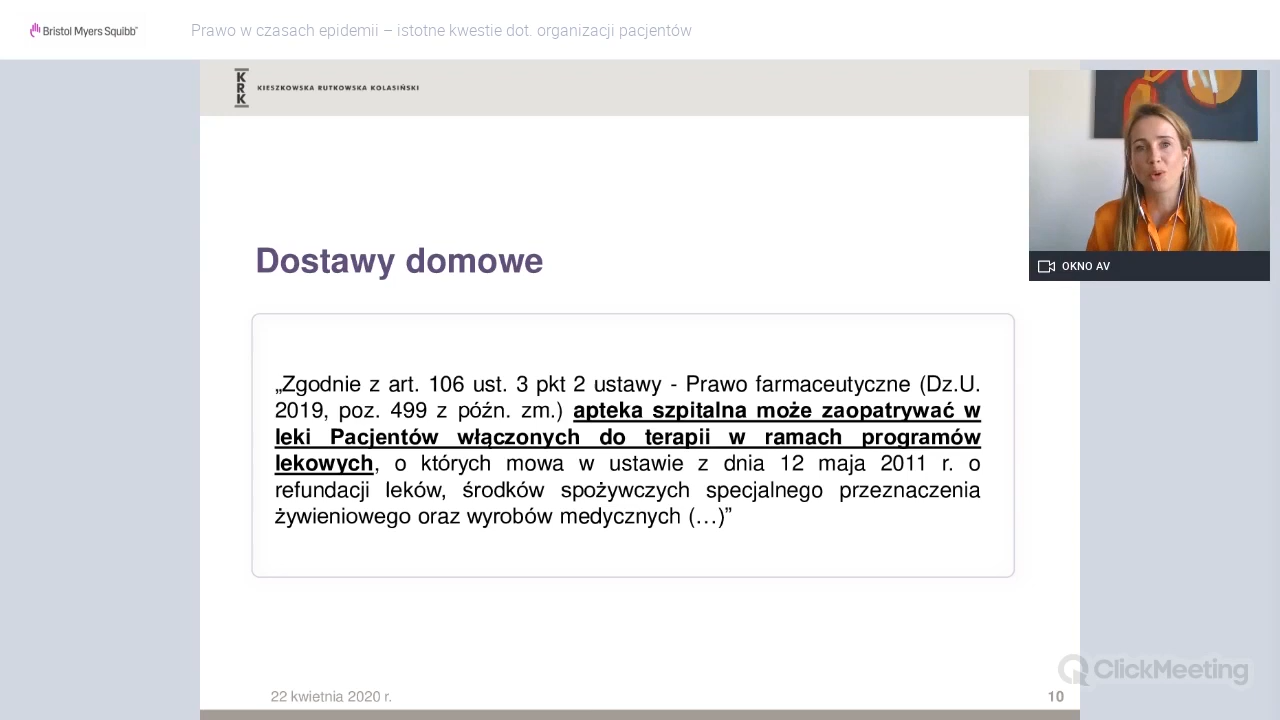 Bristol Myers Squibb™
Prawo w czasach epidemii – istotne kwestie dot. organizacji pacjentów
KRK
KIESZKOWSKA RUTKOWSKA KOLASIŃSKI
OKNO AV
Dostawy domowe
„Zgodnie z art. 106 ust. 3 pkt 2 ustawy - Prawo farmaceutyczne (Dz.U.
2019, poz. 499 z późn. zm.) apteka szpitalna może zaopatrywać w
leki Pacjentów włączonych do terapii w ramach programów
lekowych, o których mowa w ustawie z dnia 12 maja 2011 r. o
refundacji leków, środków spożywczych specjalnego przeznaczenia
żywieniowego oraz wyrobów medycznych (…)”
ClickMeeting
22 kwietnia 2020 r.
10